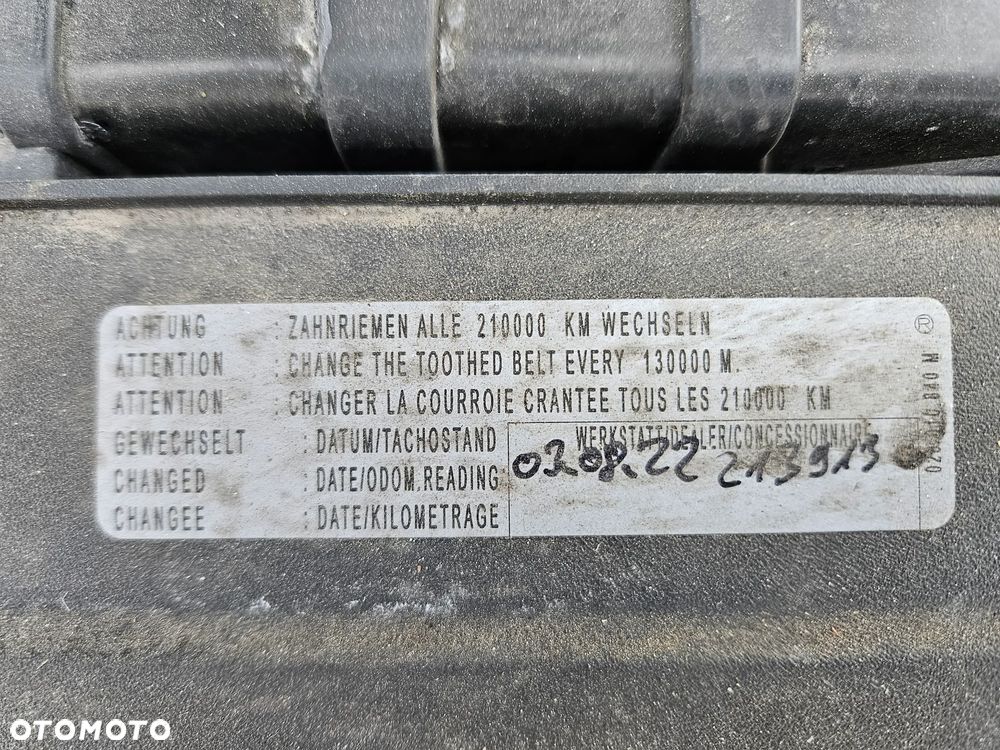 ACHTUNG : ZAHNRIEMEN ALLE 210000 KM WECHSELN ®
ATTENTION : CHANGE THE TOOTHED BELT EVERY 130000 M.
ATTENTION : CHANGER LA COURROIE CRANTEE TOUS LES 210000 KM
GEWECHSELT : DATUM/TACHOSTAND WERKSTATT/DEALER/CONCESSIONNAIRE
CHANGED : DATE/ODOM.READING 02.08.22 213913
CHANGEE : DATE/KILOMETRAGE
OTOMOTO